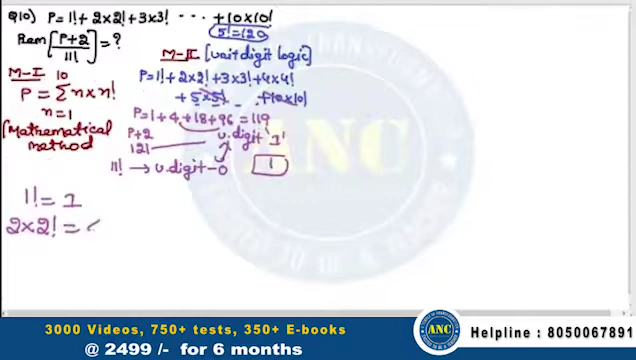 Q10) P=1!+2×2!+3×3! ... +10×10!
5!=120
Rem[P+2/11!]=?
M-II [Unit digit logic]
M-I
P=1!+2×2!+3×3!+4×4!
+5×5! ... +10×10!
10
P=Σn×n!
n=1
P=1+4+18+96=119
[Mathematical
method
P+2
u.digit '1'
121
11! → u.digit-0
1
1!=1
2×2!=
ANC
3000 Videos, 750+ tests, 350+ E-books
@ 2499 /- for 6 months
ANC
Helpline : 8050067891